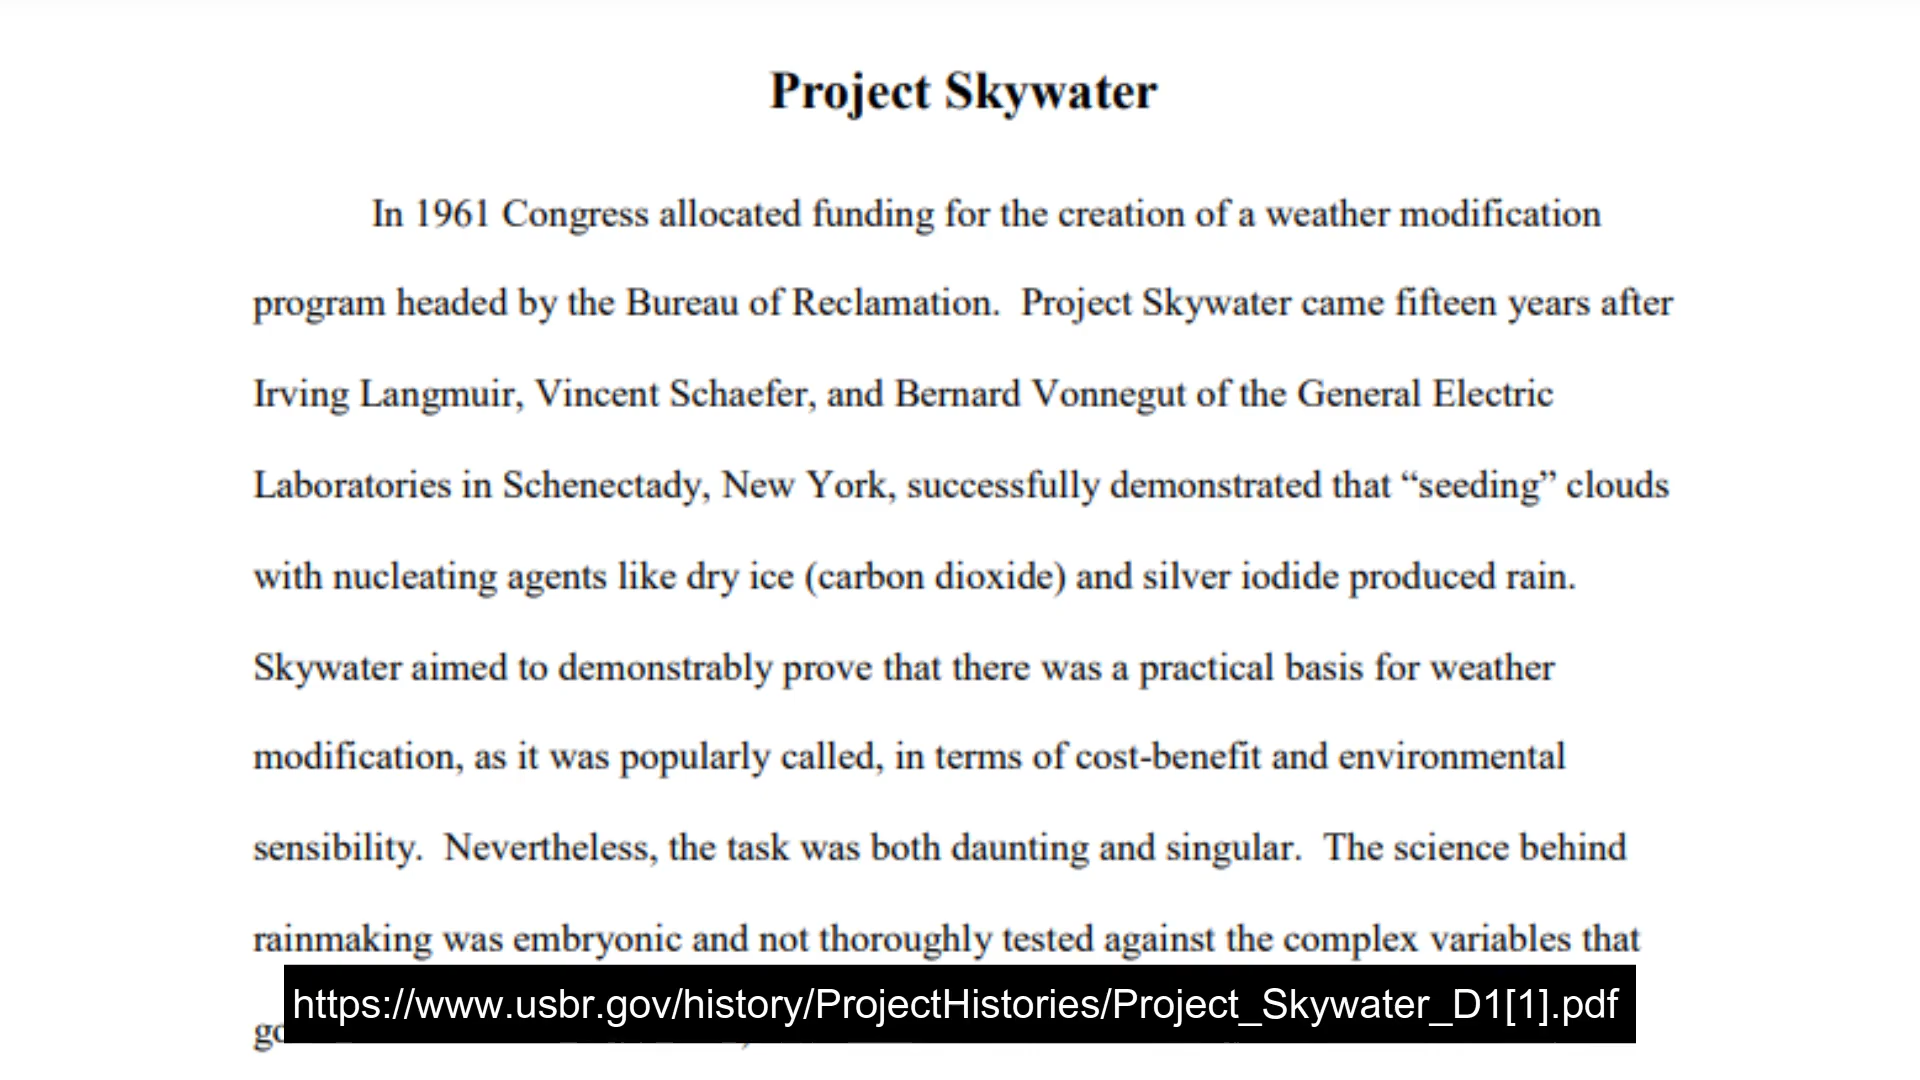 Project Skywater
In 1961 Congress allocated funding for the creation of a weather modification
program headed by the Bureau of Reclamation.  Project Skywater came fifteen years after
Irving Langmuir, Vincent Schaefer, and Bernard Vonnegut of the General Electric
Laboratories in Schenectady, New York, successfully demonstrated that “seeding” clouds
with nucleating agents like dry ice (carbon dioxide) and silver iodide produced rain.
Skywater aimed to demonstrably prove that there was a practical basis for weather
modification, as it was popularly called, in terms of cost-benefit and environmental
sensibility.  Nevertheless, the task was both daunting and singular.  The science behind
rainmaking was embryonic and not thoroughly tested against the complex variables that
https://www.usbr.gov/history/ProjectHistories/Project_Skywater_D1[1].pdf